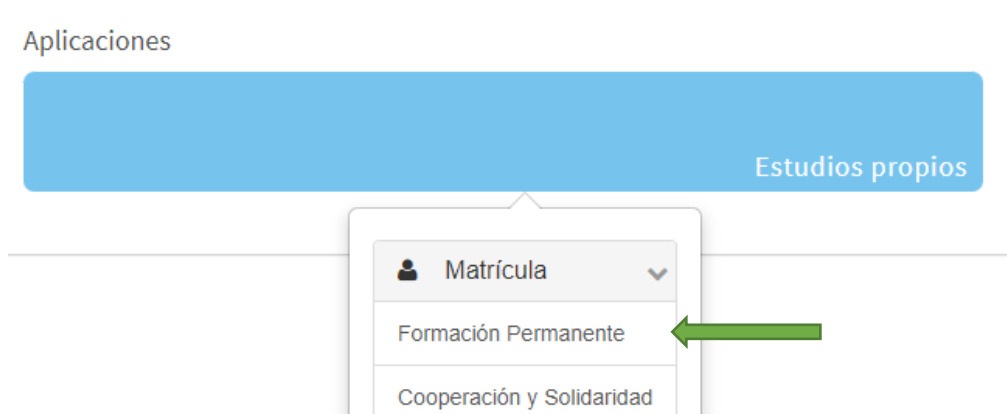 Aplicaciones
Estudios propios
Matrícula
Formación Permanente
Cooperación y Solidaridad